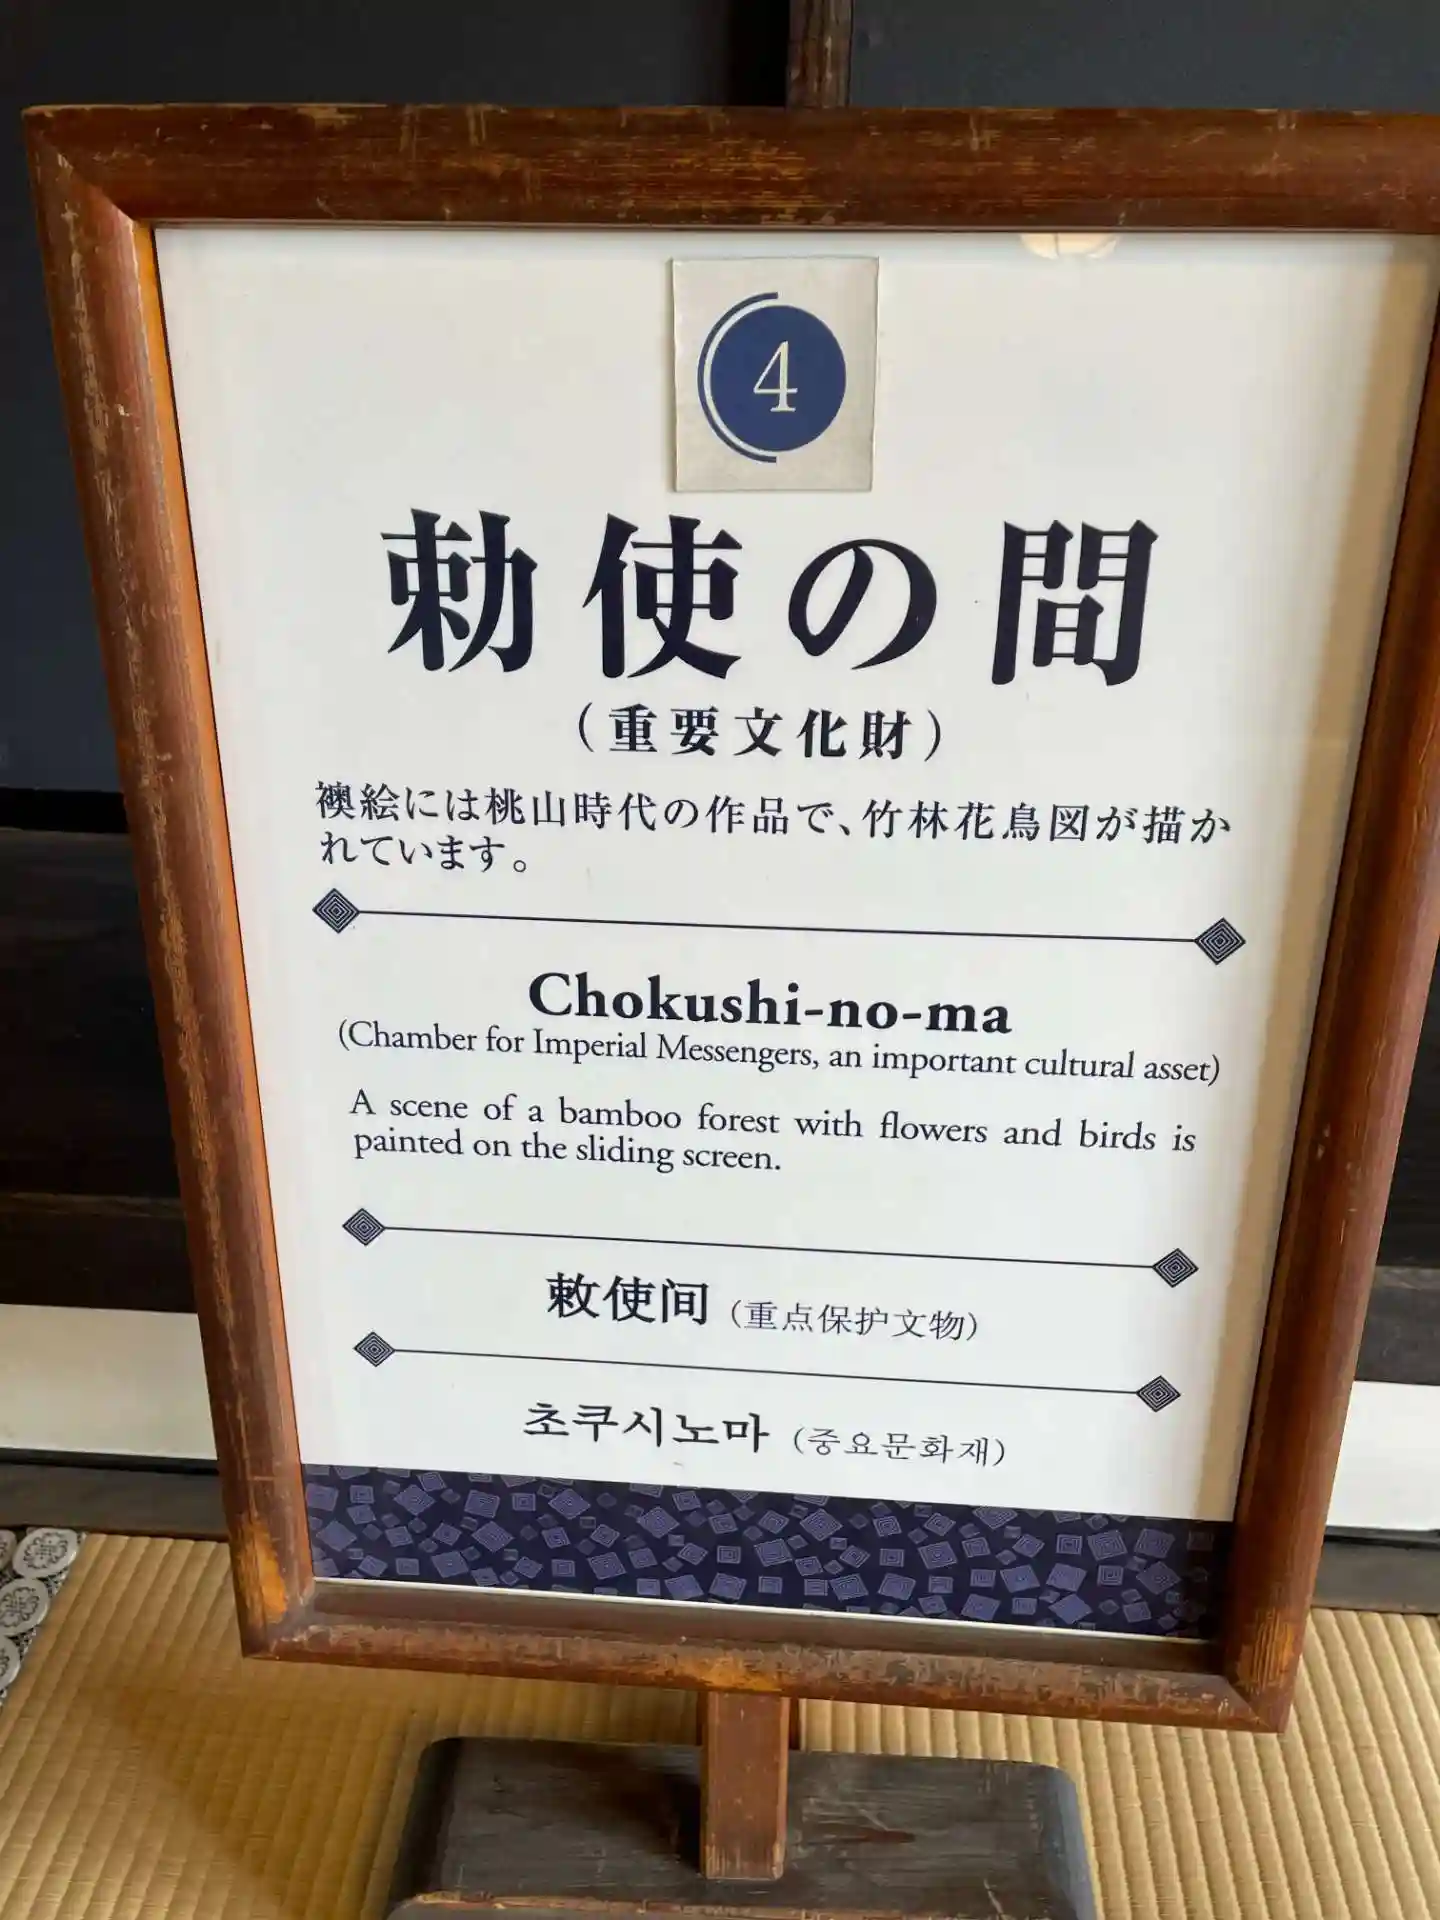 4
勅使の間
（重要文化財）
襖絵には桃山時代の作品で、竹林花鳥図が描か
れています。
Chokushi-no-ma
(Chamber for Imperial Messengers, an important cultural asset)
A scene of a bamboo forest with flowers and birds is
painted on the sliding screen.
敕使间（重点保护文物）
초쿠시노마（중요문화재）